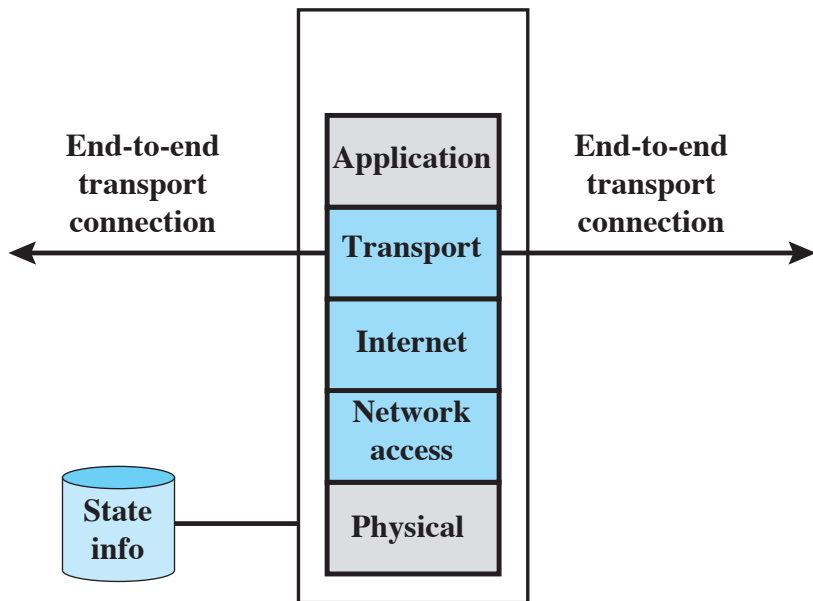 End-to-end
transport
connection
Application
Transport
Internet
Network
access
Physical
End-to-end
transport
connection
State
info